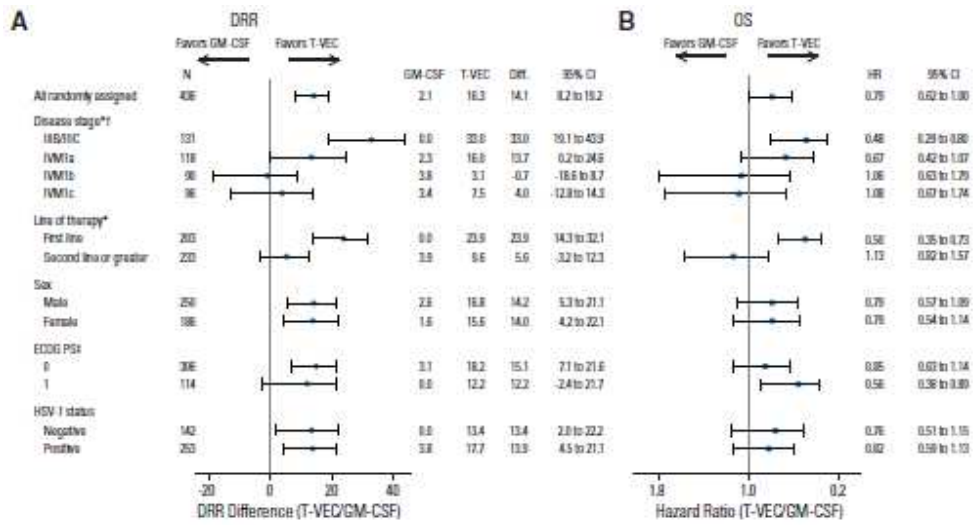 A DRR B OS
Favors GM-CSF Favors T-VEC Favors GM-CSF Favors T-VEC
N GM-CSF T-VEC Diff. 95% CI HR 95% CI
All randomly assigned 436 2.1 16.3 14.1 8.2 to 19.2 0.79 0.62 to 1.00
Disease stage*†
IIIB/IIIC 131 0.0 33.0 33.0 19.1 to 43.9 0.48 0.29 to 0.80
IVM1a 118 2.3 16.0 13.7 0.2 to 24.6 0.67 0.42 to 1.07
IVM1b 90 3.8 3.1 -0.7 -18.6 to 8.7 1.06 0.63 to 1.79
IVM1c 96 3.4 7.5 4.0 -12.8 to 14.3 1.08 0.67 to 1.74
Line of therapy*
First line 203 0.0 23.9 23.9 14.3 to 32.1 0.50 0.35 to 0.73
Second line or greater 233 3.9 9.6 5.6 -3.2 to 12.3 1.13 0.82 to 1.57
Sex
Male 250 2.6 16.8 14.2 5.3 to 21.1 0.79 0.57 to 1.09
Female 186 1.6 15.6 14.0 4.2 to 22.1 0.79 0.54 to 1.14
ECOG PS‡
0 306 3.1 18.2 15.1 7.1 to 21.6 0.85 0.63 to 1.14
1 114 0.0 12.2 12.2 -2.4 to 21.7 0.56 to 0.89
HSV-1 status
Negative 142 0.0 13.4 13.4 2.0 to 22.2 0.76 0.51 to 1.15
Positive 253 3.8 17.7 13.9 4.5 to 21.1 0.82 0.59 to 1.13
-20 0 20 40 1.8 1.0 0.2
DRR Difference (T-VEC/GM-CSF) Hazard Ratio (T-VEC/GM-CSF)